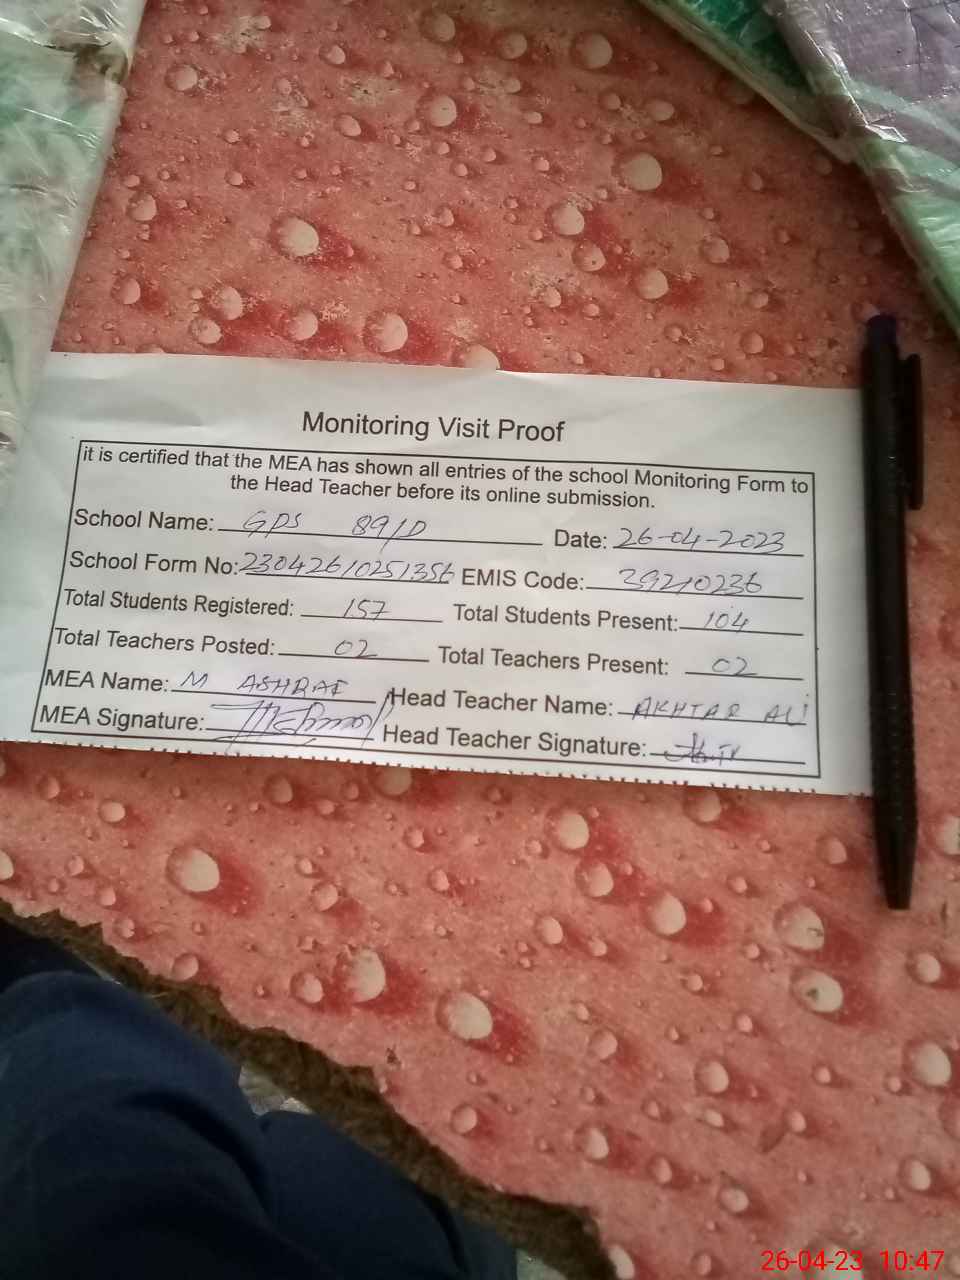 Monitoring Visit Proof
it is certified that the MEA has shown all entries of the school Monitoring Form to
the Head Teacher before its online submission.
School Name: GPS 89/D Date: 26-04-2023
School Form No: 23042610251356 EMIS Code: 39210236
Total Students Registered: 157 Total Students Present: 104
Total Teachers Posted: 02 Total Teachers Present: 02
MEA Name: M ASHRAF Head Teacher Name: AKHTAR ALI
MEA Signature: Head Teacher Signature:
26-04-23 10:47